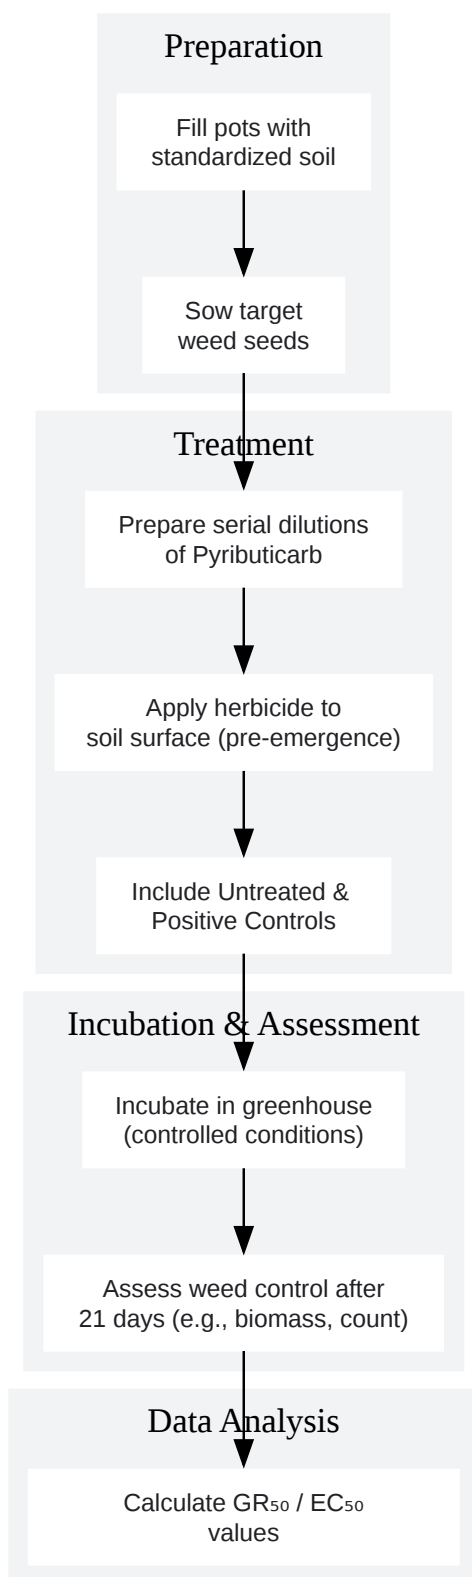 Preparation
Fill pots with
standardized soil
Sow target
weed seeds
Treatment
Prepare serial dilutions
of Pyributicarb
Apply herbicide to
soil surface (pre-emergence)
Include Untreated &
Positive Controls
Incubation & Assessment
Incubate in greenhouse
(controlled conditions)
Assess weed control after
21 days (e.g., biomass, count)
Data Analysis
Calculate GR₅₀ / EC₅₀
values